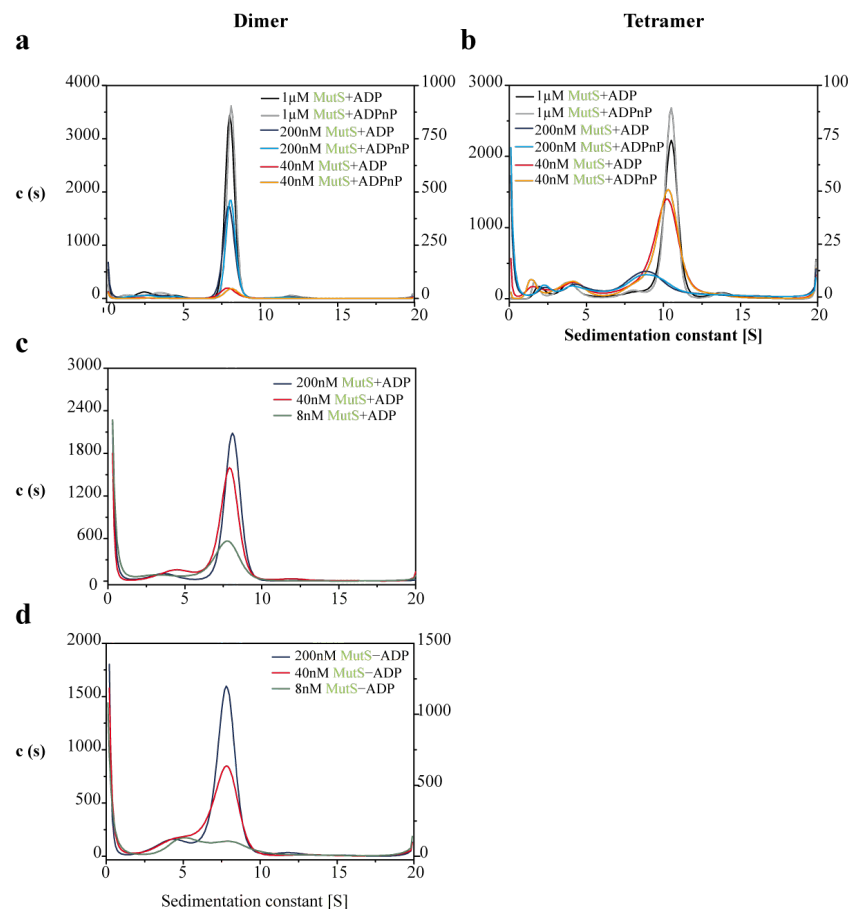 Dimer
Tetramer
a
b
4000
3000
2000
1000
0
1000
750
500
250
0
0
5
10
15
20
1µM MutS+ADP
1µM MutS+ADPnP
200nM MutS+ADP
200nM MutS+ADPnP
40nM MutS+ADP
40nM MutS+ADPnP
c (s)
3000
2000
1000
0
100
75
50
25
0
0
5
10
15
20
1µM MutS+ADP
1µM MutS+ADPnP
200nM MutS+ADP
200nM MutS+ADPnP
40nM MutS+ADP
40nM MutS+ADPnP
Sedimentation constant [S]
c
3000
2400
1800
1200
600
0
0
5
10
15
20
200nM MutS+ADP
40nM MutS+ADP
8nM MutS+ADP
c (s)
d
2000
1500
1000
500
0
1500
1000
500
0
0
5
10
15
20
200nM MutS−ADP
40nM MutS−ADP
8nM MutS−ADP
c (s)
Sedimentation constant [S]